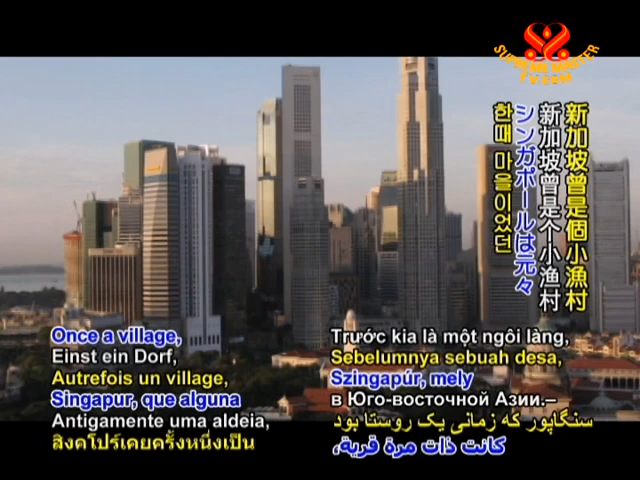 SUPREME MASTER
TV.COM
新加坡曾是個小漁村
新加坡曾是个小渔村
シンガポールは元々
한때 마을이었던
Once a village,
Einst ein Dorf,
Autrefois un village,
Singapur, que alguna
Antigamente uma aldeia,
สิงคโปร์เคยครั้งหนึ่งเป็น
Trước kia là một ngôi làng,
Sebelumnya sebuah desa,
Szingapúr, mely
в Юго-восточной Азии.–
سنگاپور که زمانی یک روستا بود
كانت ذات مرة قرية،